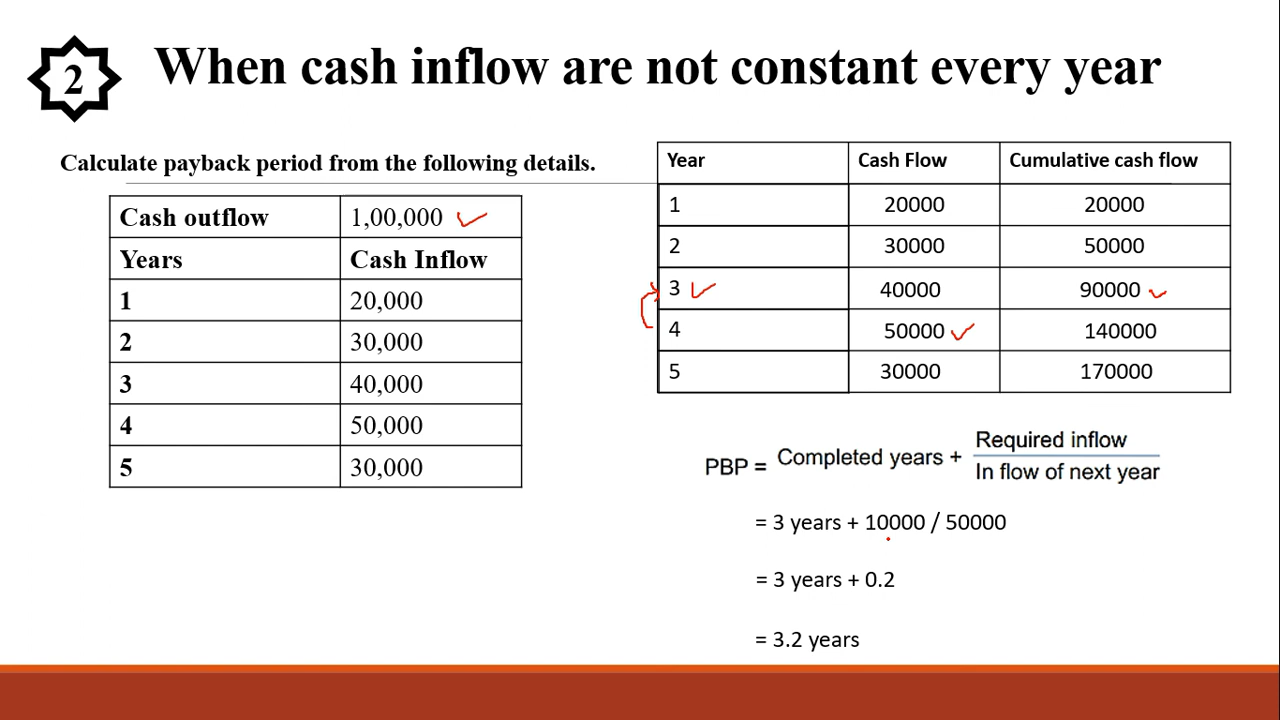 2
When cash inflow are not constant every year
Calculate payback period from the following details.
Cash outflow 1,00,000
Years Cash Inflow
1 20,000
2 30,000
3 40,000
4 50,000
5 30,000
Year Cash Flow Cumulative cash flow
1 20000 20000
2 30000 50000
3 40000 90000
4 50000 140000
5 30000 170000
PBP = Completed years + Required inflow / In flow of next year
= 3 years + 10000 / 50000
= 3 years + 0.2
= 3.2 years